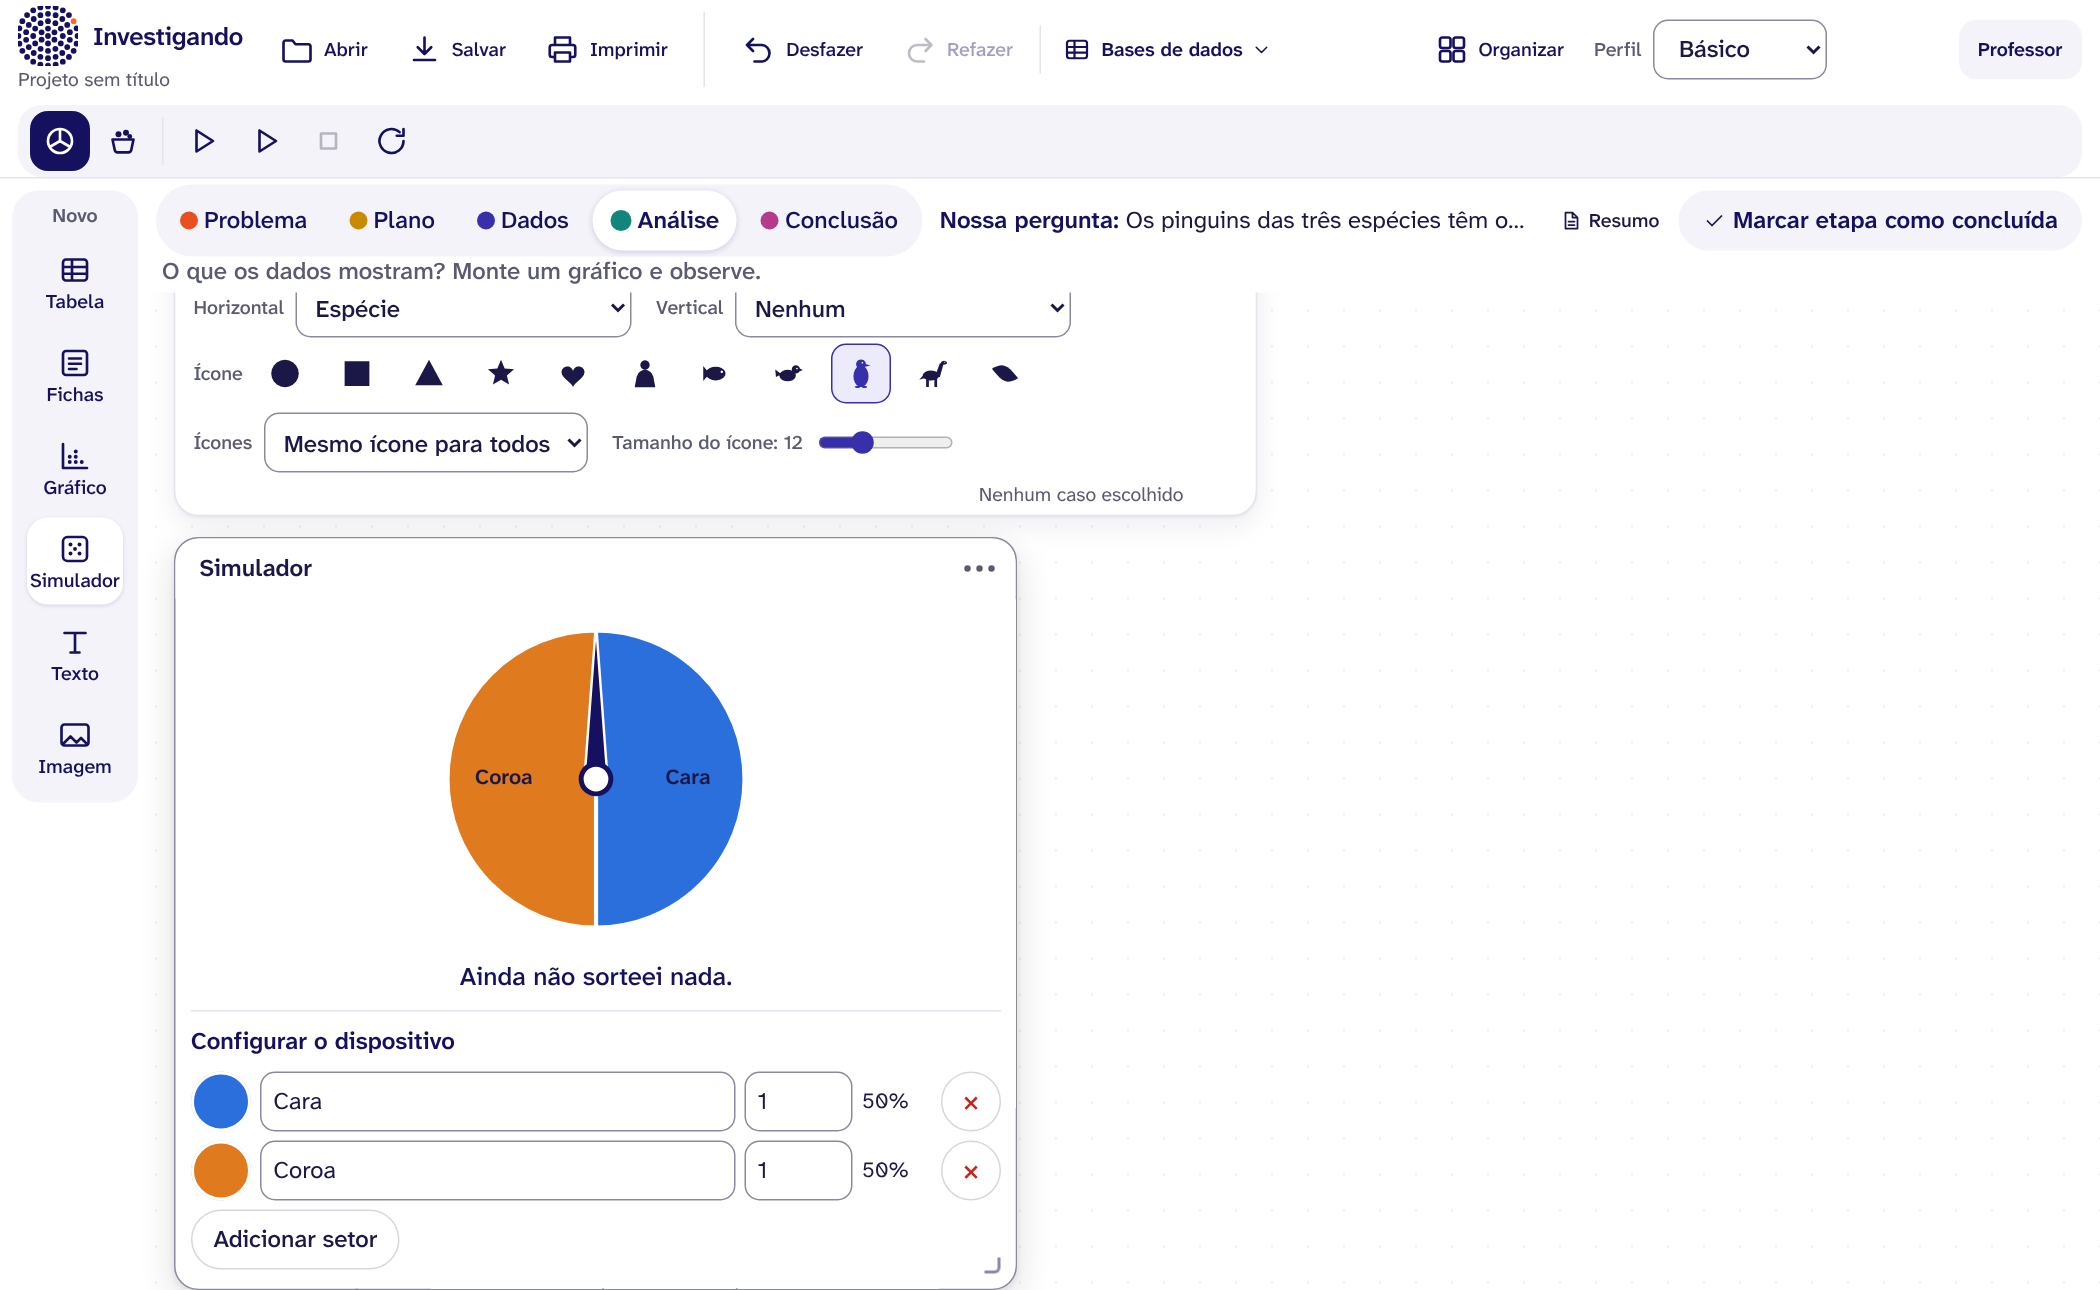 Investigando
Projeto sem título
Abrir
Salvar
Imprimir
Desfazer
Refazer
Bases de dados
Organizar
Perfil
Básico
Professor
Novo
Tabela
Fichas
Gráfico
Simulador
Texto
Imagem
Problema
Plano
Dados
Análise
Conclusão
Nossa pergunta: Os pinguins das três espécies têm o...
Resumo
Marcar etapa como concluída
O que os dados mostram? Monte um gráfico e observe.
Horizontal
Espécie
Vertical
Nenhum
Ícone
Ícones
Mesmo ícone para todos
Tamanho do ícone: 12
Nenhum caso escolhido
Simulador
Coroa
Cara
Ainda não sorteei nada.
Configurar o dispositivo
Cara
1
50%
Coroa
1
50%
Adicionar setor